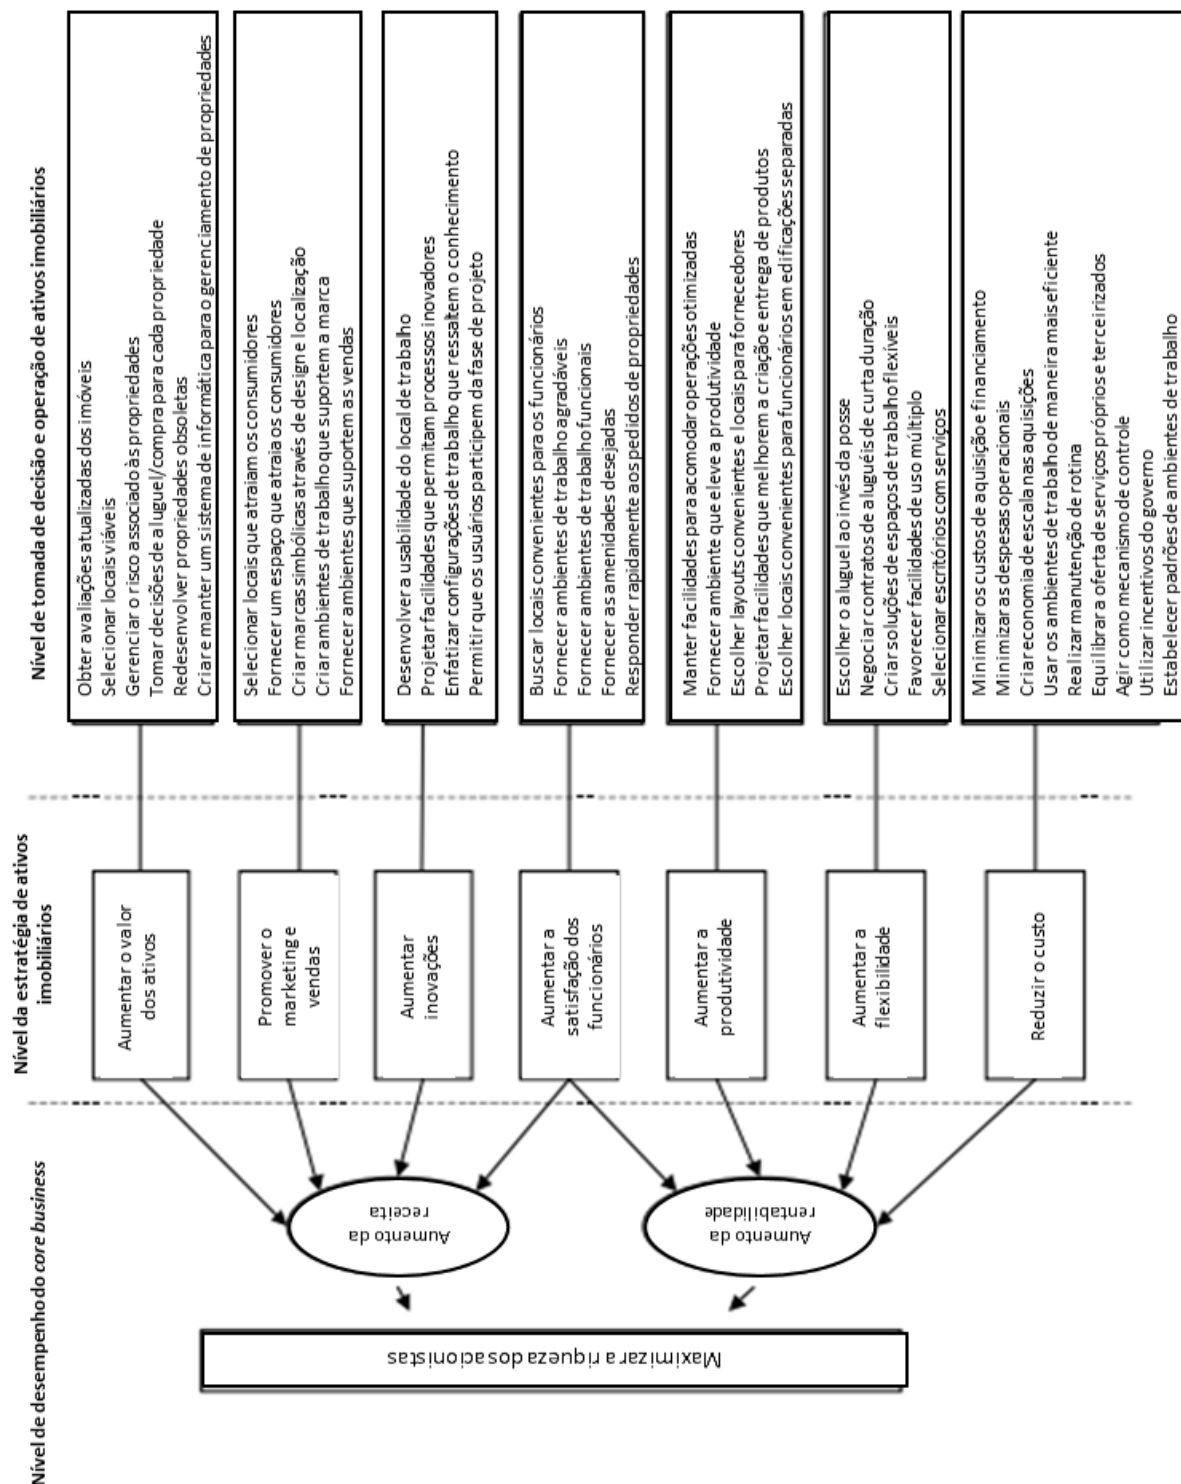 Nível de desempenho do core business
Maximizar a riqueza dos acionistas
Aumento da
receita
Aumento da
rentabilidade
Nível da estratégia de ativos
imobiliários
Aumentar o valor
dos ativos
Promover o
marketing e
vendas
Aumentar
inovações
Aumentar a
satisfação dos
funcionários
Aumentar a
produtividade
Aumentar a
flexibilidade
Reduzir o custo
Nível de tomada de decisão e operação de ativos imobiliários
Obter avaliações atualizadas dos imóveis
Selecionar locais viáveis
Gerenciar o risco associado às propriedades
Tomar decisões de aluguel/compra para cada propriedade
Redesenvolver propriedades obsoletas
Criar e manter um sistema de informática para o gerenciamento de propriedades
Selecionar locais que atraiam os consumidores
Fornecer um espaço que atraia os consumidores
Criar marcas simbólicas através de design e localização
Criar ambientes de trabalho que suportem a marca
Fornecer ambientes que suportem as vendas
Desenvolver a usabilidade do local de trabalho
Projetar facilidades que permitam processos inovadores
Enfatizar configurações de trabalho que ressaltem o conhecimento
Permitir que os usuários participem da fase de projeto
Buscar locais convenientes para os funcionários
Fornecer ambientes de trabalho agradáveis
Fornecer ambientes de trabalho funcionais
Fornecer as amenidades desejadas
Responder rapidamente aos pedidos de propriedades
Manter facilidades para acomodar operações otimizadas
Fornecer ambiente que eleve a produtividade
Escolher layouts convenientes e locais para fornecedores
Projetar facilidades que melhorem a criação e entrega de produtos
Escolher locais convenientes para funcionários em edificações separadas
Escolher o aluguel ao invés da posse
Negociar contratos de aluguéis de curta duração
Criar soluções de espaços de trabalho flexíveis
Favorecer facilidades de uso múltiplo
Selecionar escritórios com serviços
Minimizar os custos de aquisição e financiamento
Minimizar as despesas operacionais
Criar economia de escala nas aquisições
Usar os ambientes de trabalho de maneira mais eficiente
Realizar manutenção de rotina
Equilibrar a oferta de serviços próprios e terceirizados
Agir como mecanismo de controle
Utilizar incentivos do governo
Estabelecer padrões de ambientes de trabalho